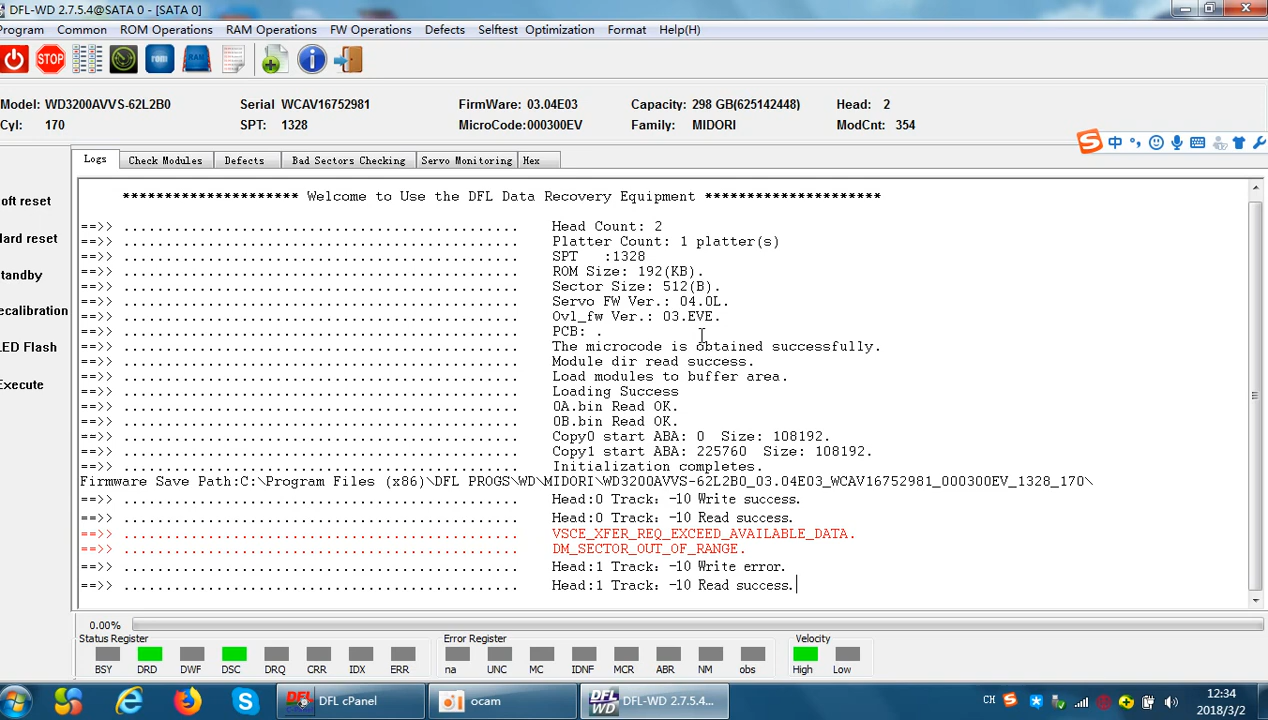 DFL-WD 2.7.5.4@SATA 0 - [SATA 0]
Program Common ROM Operations RAM Operations FW Operations Defects Selftest Optimization Format Help(H)
STOP rom RAM
Model: WD3200AVVS-62L2B0 Serial WCAV16752981 FirmWare: 03.04E03 Capacity: 298 GB(625142448) Head: 2
Cyl: 170 SPT: 1328 MicroCode:000300EV Family: MIDORI ModCnt: 354
S 中
Logs Check Modules Defects Bad Sectors Checking Servo Monitoring Hex
oft reset
lard reset
tandby
ecalibration
ED Flash
Execute
********************* Welcome to Use the DFL Data Recovery Equipment *********************
==>> ............................................... Head Count: 2
==>> ............................................... Platter Count: 1 platter(s)
==>> ............................................... SPT :1328
==>> ............................................... ROM Size: 192(KB).
==>> ............................................... Sector Size: 512(B).
==>> ............................................... Servo FW Ver.: 04.0L.
==>> ............................................... Ovl_fw Ver.: 03.EVE.
==>> ............................................... PCB: .
==>> ............................................... The microcode is obtained successfully.
==>> ............................................... Module dir read success.
==>> ............................................... Load modules to buffer area.
==>> ............................................... Loading Success
==>> ............................................... 0A.bin Read OK.
==>> ............................................... 0B.bin Read OK.
==>> ............................................... Copy0 start ABA: 0 Size: 108192.
==>> ............................................... Copy1 start ABA: 225760 Size: 108192.
==>> ............................................... Initialization completes.
Firmware Save Path:C:\Program Files (x86)\DFL PROGS\WD\MIDORI\WD3200AVVS-62L2B0_03.04E03_WCAV16752981_000300EV_1328_170\
==>> ............................................... Head:0 Track: -10 Write success.
==>> ............................................... Head:0 Track: -10 Read success.
==>> ............................................... VSCE_XFER_REQ_EXCEED_AVAILABLE_DATA.
==>> ............................................... DM_SECTOR_OUT_OF_RANGE.
==>> ............................................... Head:1 Track: -10 Write error.
==>> ............................................... Head:1 Track: -10 Read success.
0.00%
Status Register Error Register Velocity
BSY DRD DWF DSC DRQ CRR IDX ERR na UNC MC IDNF MCR ABR NM obs High Low
DFL cPanel ocam DFL WD DFL-WD 2.7.5.4... CH S 12:34
2018/3/2